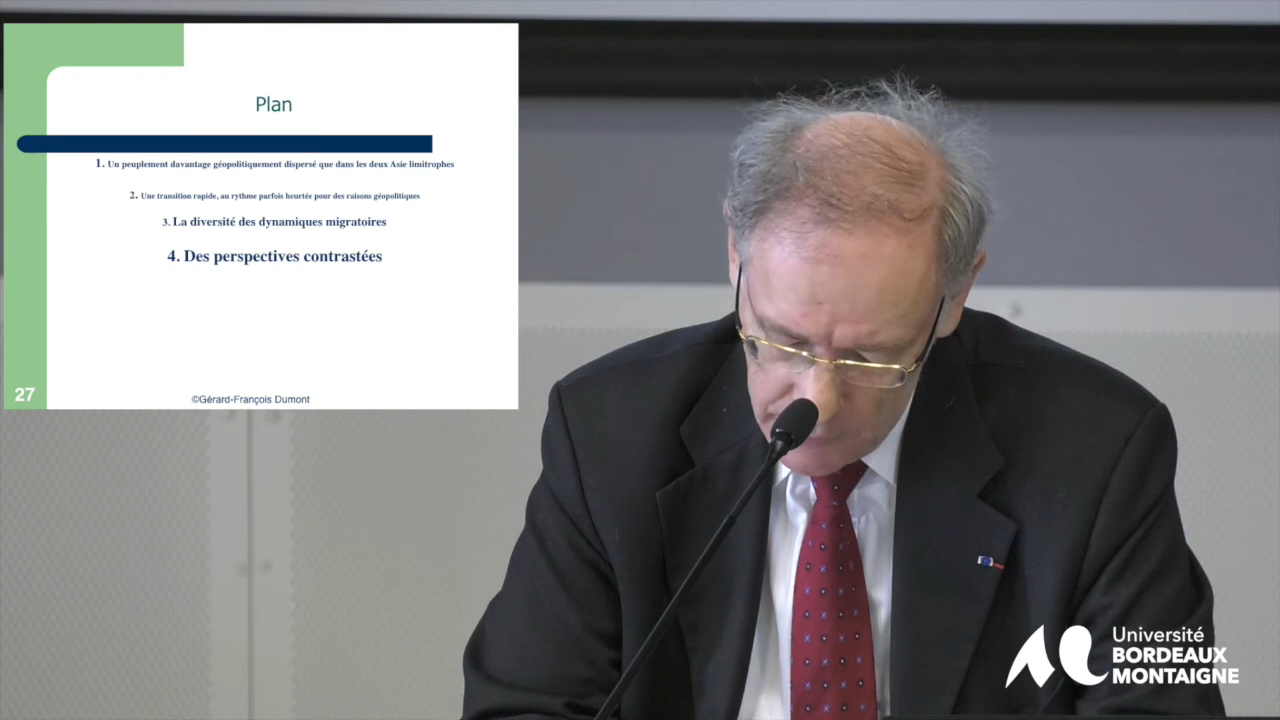 Plan
1. Un peuplement davantage géopolitiquement dispersé que dans les deux Asie limitrophes
2. Une transition rapide, au rythme parfois heurtée pour des raisons géopolitiques
3. La diversité des dynamiques migratoires
4. Des perspectives contrastées
27
©Gérard-François Dumont
Université
BORDEAUX
MONTAIGNE